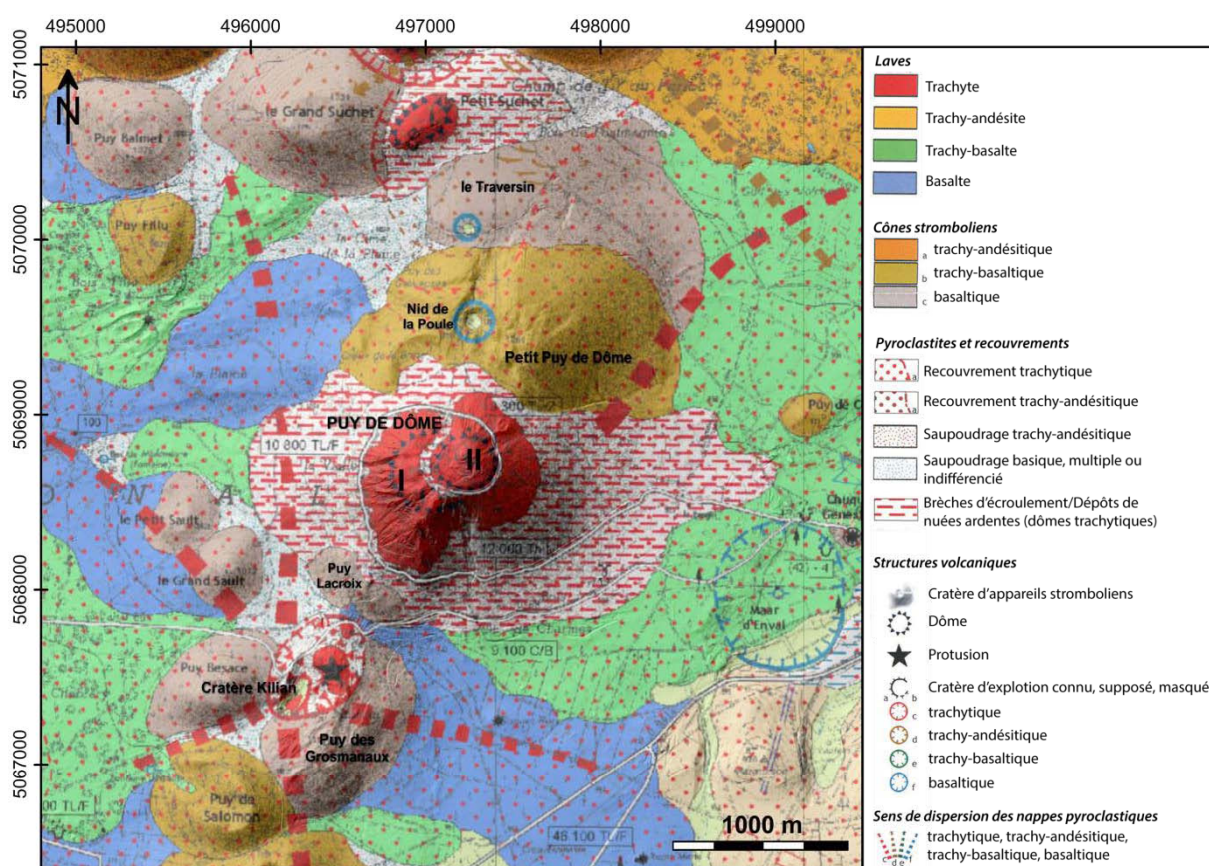 495000 496000 497000 498000 499000
5071000
5070000
5069000
5068000
5067000
N
le Grand Suchet
le Petit Suchet
Puy Balmet
le Traversin
Puy Fillu
Nid de
la Poule
Petit Puy de Dôme
100
PUY DE DÔME
10 800 TL/F
I
II
12 000 Th
le Petit Sault
le Grand Sault
Puy
Lacroix
Maar
d'Enval
9 100 C/B
Puy Besace
Cratère Kilian
Puy des
Grosmanaux
Puy de
Salomon
00 TL/F
46 100 TL/F
1000 m
Laves
Trachyte
Trachy-andésite
Trachy-basalte
Basalte
Cônes stromboliens
a trachy-andésitique
b trachy-basaltique
c basaltique
Pyroclastites et recouvrements
a Recouvrement trachytique
a Recouvrement trachy-andésitique
Saupoudrage trachy-andésitique
Saupoudrage basique, multiple ou
indifférencié
Brèches d'écroulement/Dépôts de
nuées ardentes (dômes trachytiques)
Structures volcaniques
Cratère d'appareils stromboliens
Dôme
Protusion
a b Cratère d'explotion connu, supposé, masqué
c trachytique
d trachy-andésitique
e trachy-basaltique
f basaltique
Sens de dispersion des nappes pyroclastiques
trachytique, trachy-andésitique,
c d e f trachy-basaltique, basaltique